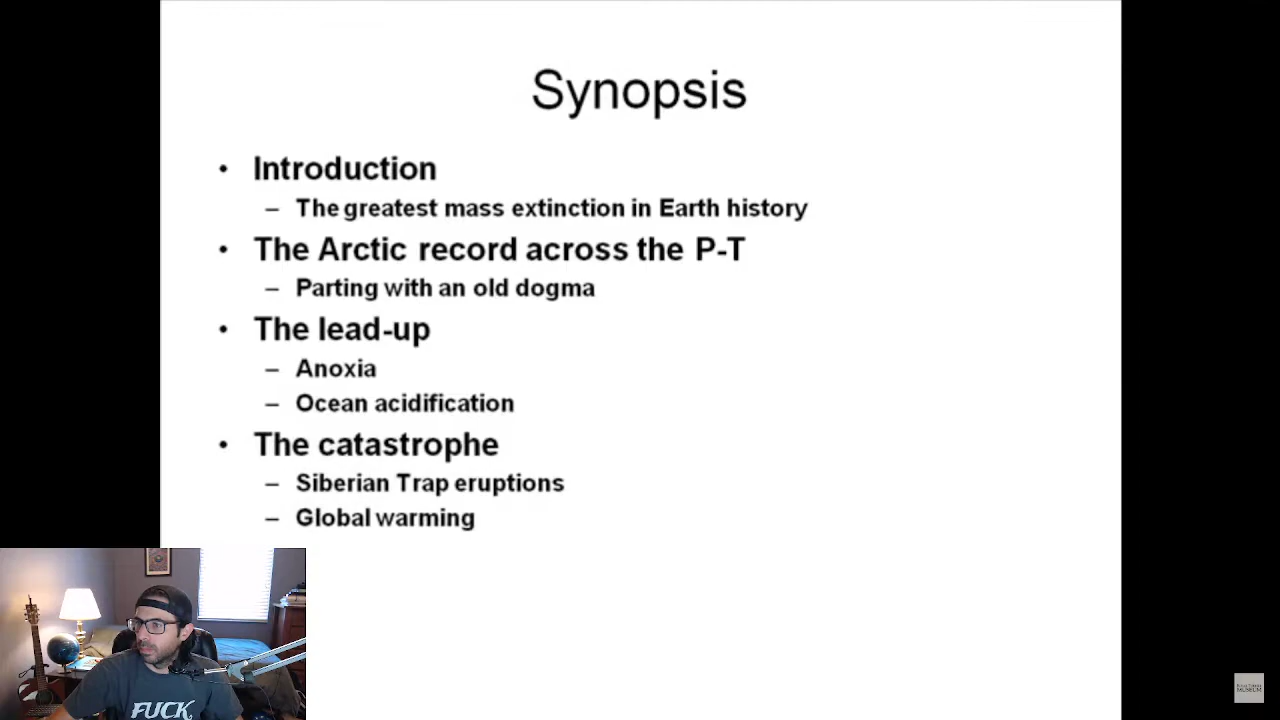 Synopsis
• Introduction
– The greatest mass extinction in Earth history
• The Arctic record across the P-T
– Parting with an old dogma
• The lead-up
– Anoxia
– Ocean acidification
• The catastrophe
– Siberian Trap eruptions
– Global warming
FUCK
MUSEUM